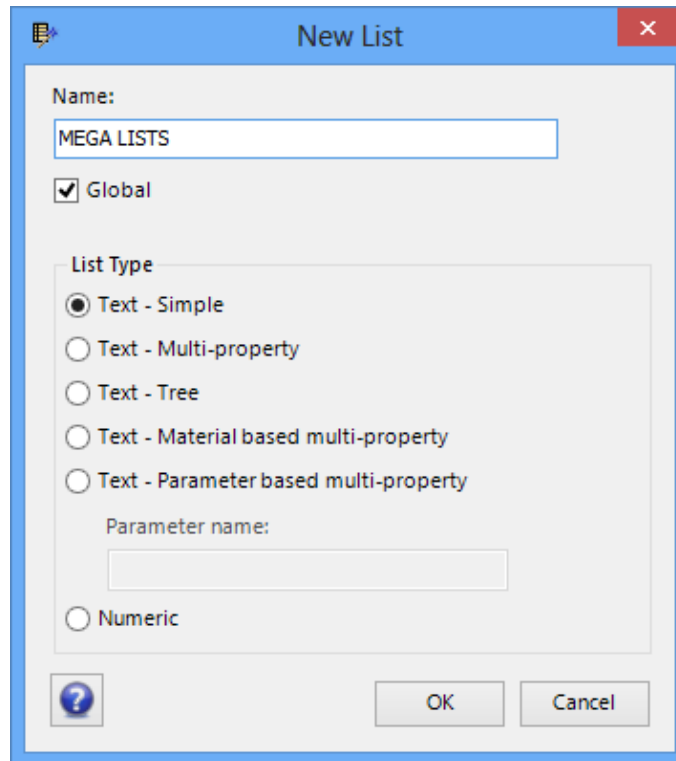 New List
Name:
MEGA LISTS
Global
List Type
Text - Simple
Text - Multi-property
Text - Tree
Text - Material based multi-property
Text - Parameter based multi-property
Parameter name:
Numeric
OK Cancel